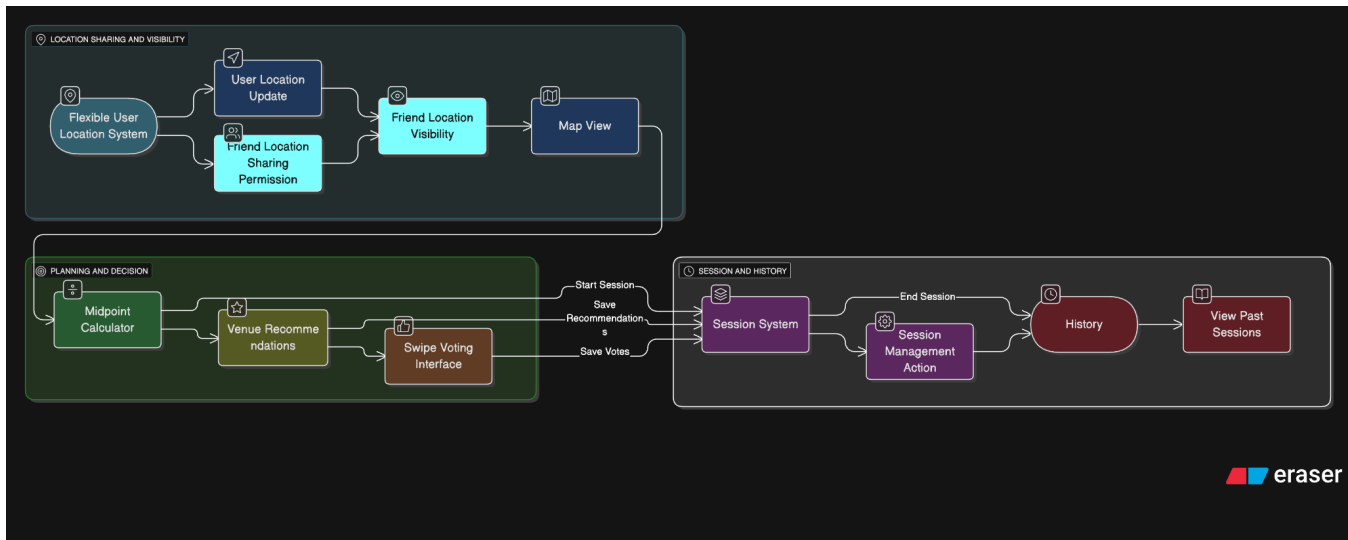 LOCATION SHARING AND VISIBILITY
Flexible User
Location System
User Location
Update
Friend Location
Sharing
Permission
Friend Location
Visibility
Map View
PLANNING AND DECISION
Midpoint
Calculator
Venue Recomme
ndations
Swipe Voting
Interface
Start Session
Save
Recommendation
s
Save Votes
SESSION AND HISTORY
Session System
End Session
Session
Management
Action
History
View Past
Sessions
eraser